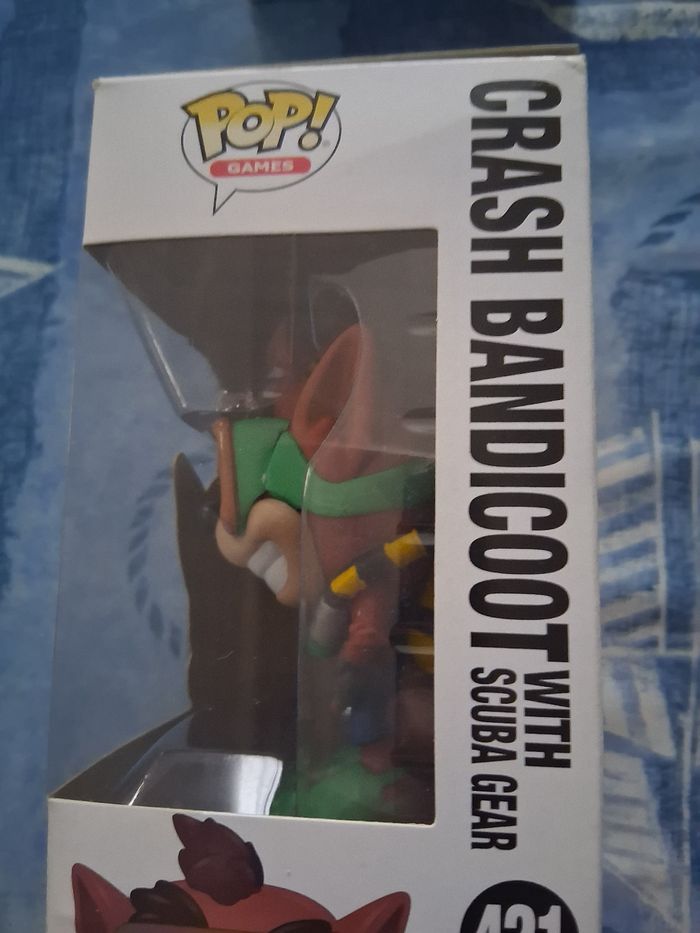 POP!
GAMES
CRASH BANDICOOT WITH
SCUBA GEAR
421